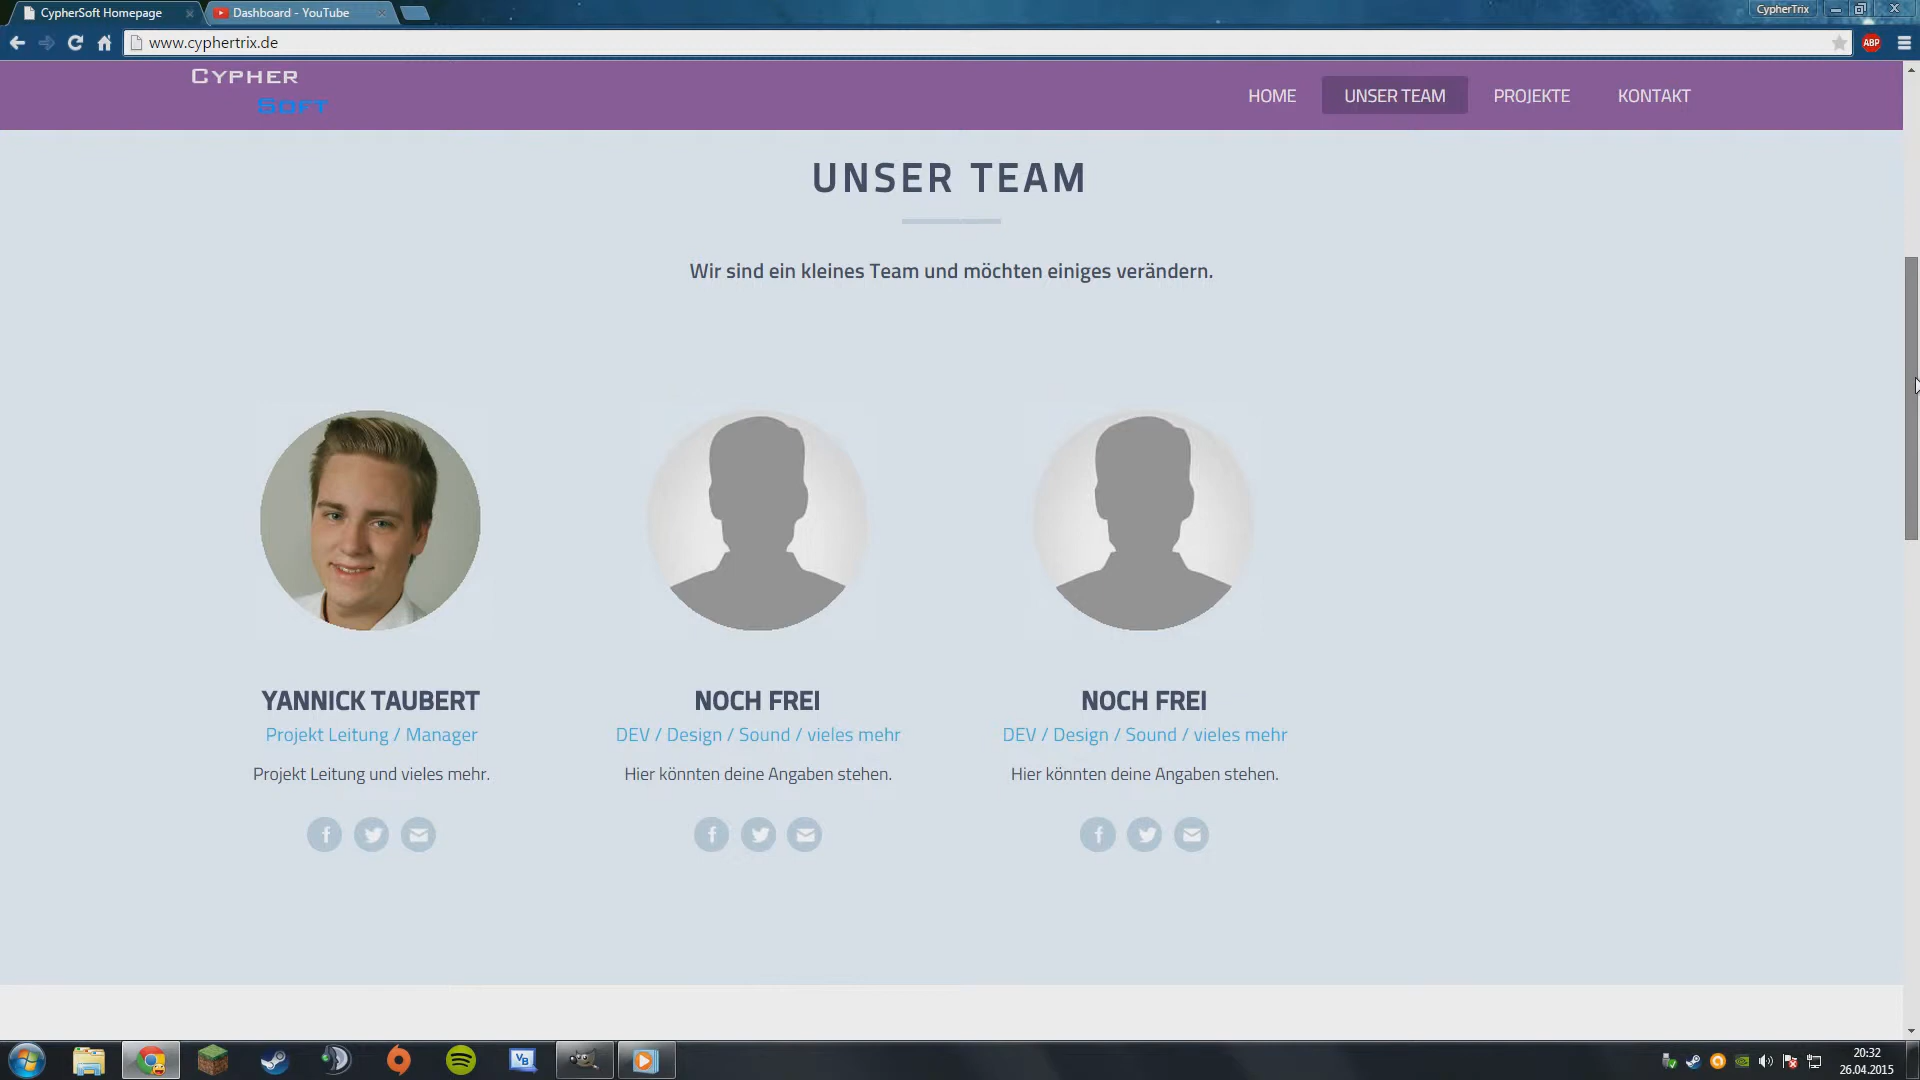 CypherSoft Homepage
Dashboard - YouTube
CypherTrix
www.cyphertrix.de
ABP
CYPHER
SOFT
HOME
UNSER TEAM
PROJEKTE
KONTAKT
UNSER TEAM
Wir sind ein kleines Team und möchten einiges verändern.
YANNICK TAUBERT
Projekt Leitung / Manager
Projekt Leitung und vieles mehr.
NOCH FREI
DEV / Design / Sound / vieles mehr
Hier könnten deine Angaben stehen.
NOCH FREI
DEV / Design / Sound / vieles mehr
Hier könnten deine Angaben stehen.
VB
20:32
26.04.2015